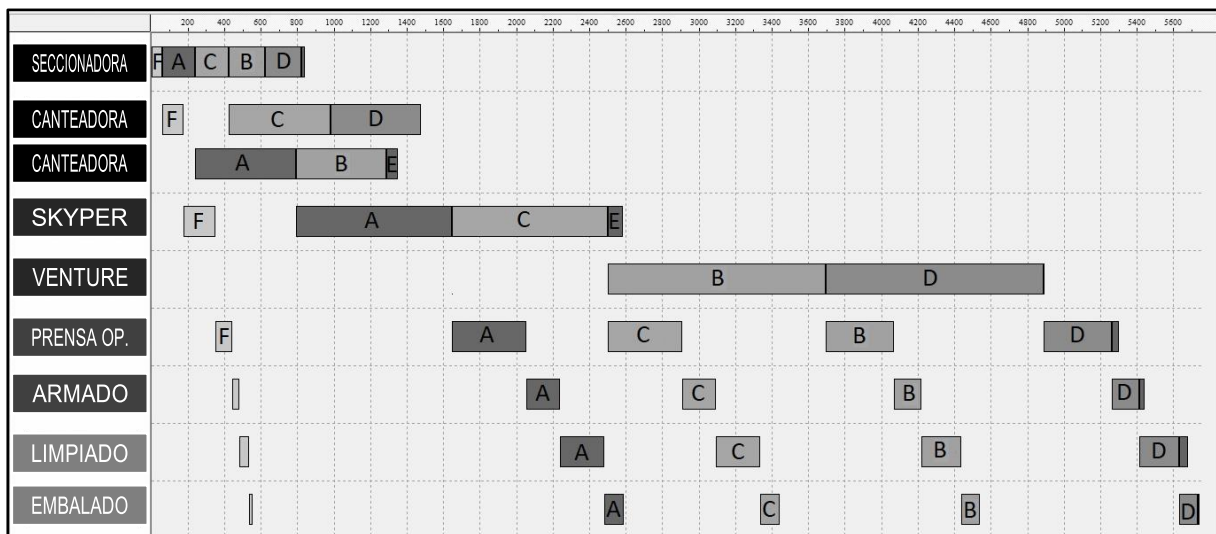 200 400 600 800 1000 1200 1400 1600 1800 2000 2200 2400 2600 2800 3000 3200 3400 3600 3800 4000 4200 4400 4600 4800 5000 5200 5400 5600
SECCIONADORA F A C B D
CANTEADORA F C D
CANTEADORA A B E
SKYPER F A C E
VENTURE B D
PRENSA OP. F A C B D
ARMADO A C B D
LIMPIADO A C B D
EMBALADO A C B D